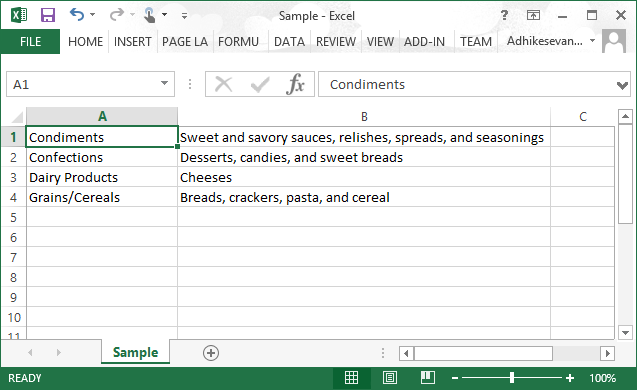 Sample - Excel
FILE HOME INSERT PAGE LA FORMU DATA REVIEW VIEW ADD-IN TEAM Adhikesevan...
A1 fx Condiments
A B C
1 Condiments Sweet and savory sauces, relishes, spreads, and seasonings
2 Confections Desserts, candies, and sweet breads
3 Dairy Products Cheeses
4 Grains/Cereals Breads, crackers, pasta, and cereal
5
6
7
8
9
10
11
Sample
READY 100%